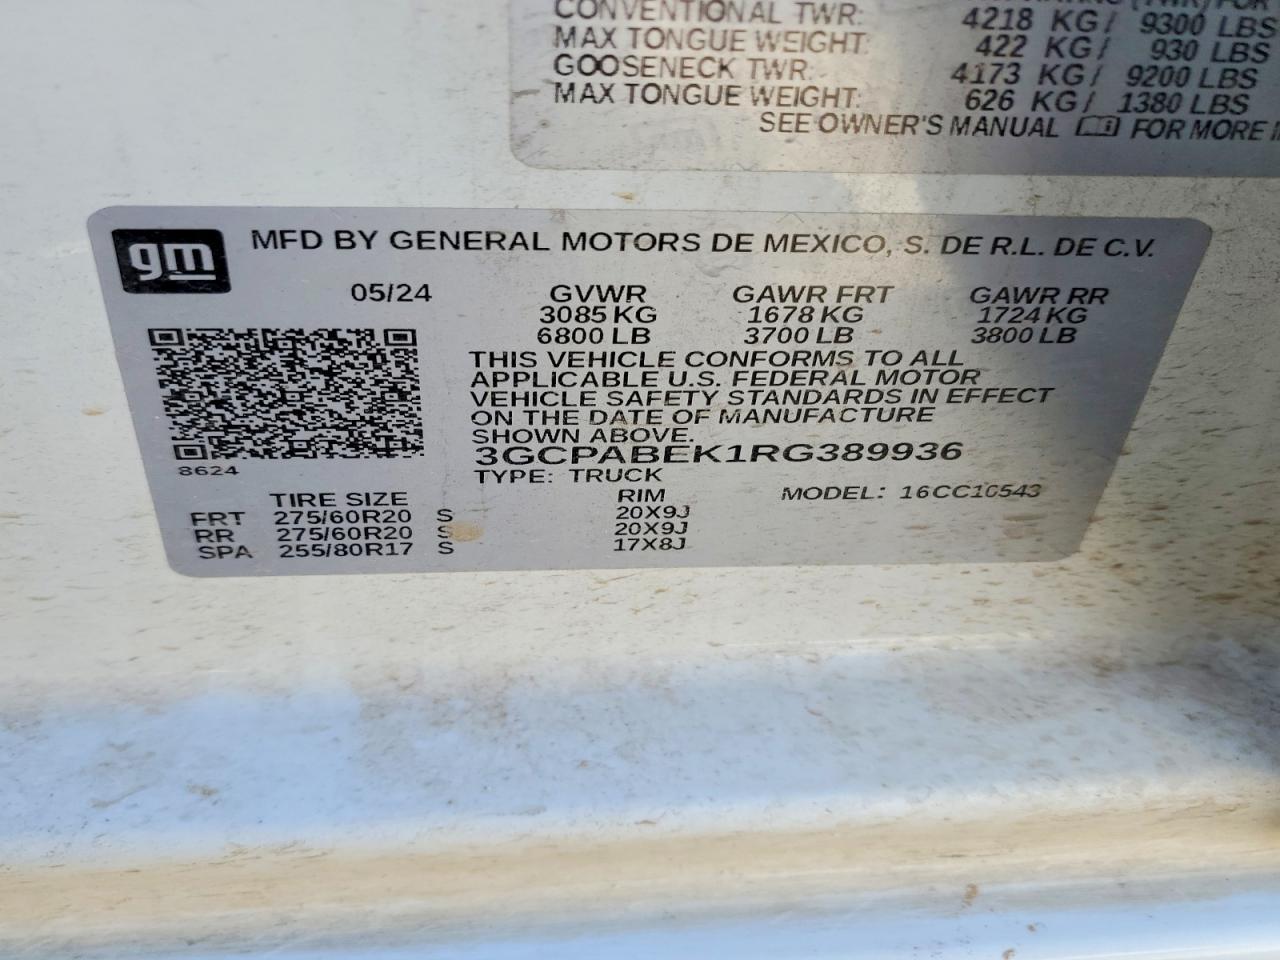 CONVENTIONAL TWR: 4218 KG/ 9300 LBS
MAX TONGUE WEIGHT: 422 KG/ 930 LBS
GOOSENECK TWR: 4173 KG/ 9200 LBS
MAX TONGUE WEIGHT: 626 KG/ 1380 LBS
SEE OWNER'S MANUAL FOR MORE
gm
MFD BY GENERAL MOTORS DE MEXICO, S. DE R.L. DE C.V.
05/24 GVWR GAWR FRT GAWR RR
3085 KG 1678 KG 1724 KG
6800 LB 3700 LB 3800 LB
THIS VEHICLE CONFORMS TO ALL
APPLICABLE U.S. FEDERAL MOTOR
VEHICLE SAFETY STANDARDS IN EFFECT
ON THE DATE OF MANUFACTURE
SHOWN ABOVE.
3GCPABEK1RG389936
8624
TYPE: TRUCK
MODEL: 16CC10543
TIRE SIZE RIM
FRT 275/60R20 S 20X9J
RR 275/60R20 S 20X9J
SPA 255/80R17 S 17X8J